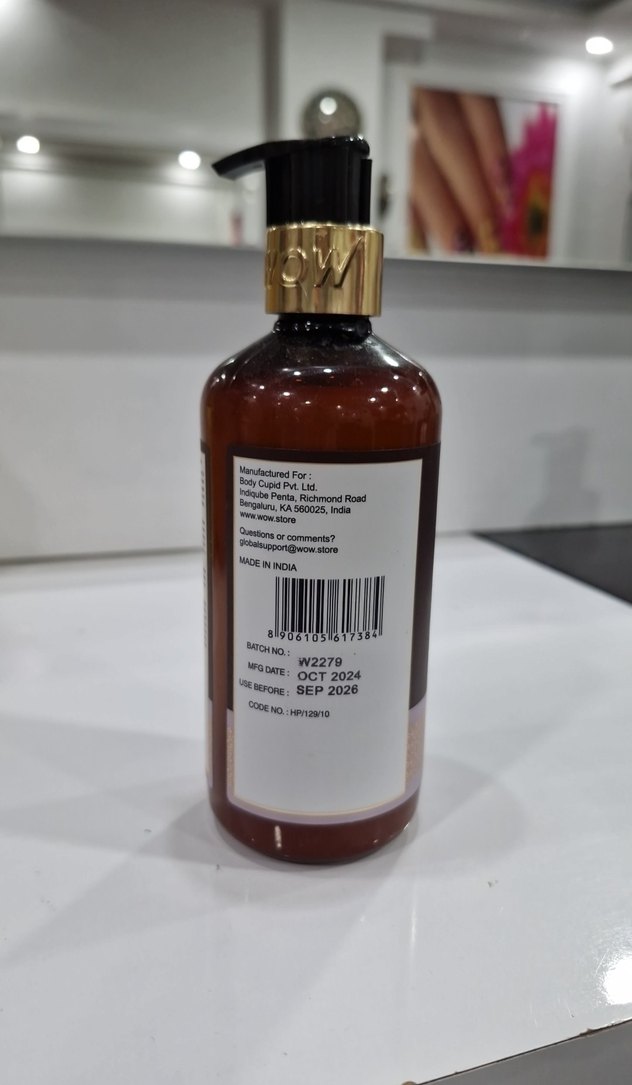 WOW
Manufactured For :
Body Cupid Pvt. Ltd.
Indiqube Penta, Richmond Road
Bengaluru, KA 560025, India
www.wow.store
Questions or comments?
globalsupport@wow.store
MADE IN INDIA
8 906105 617384
BATCH NO. : W2279
MFG DATE : OCT 2024
USE BEFORE : SEP 2026
CODE NO. : HP/129/10